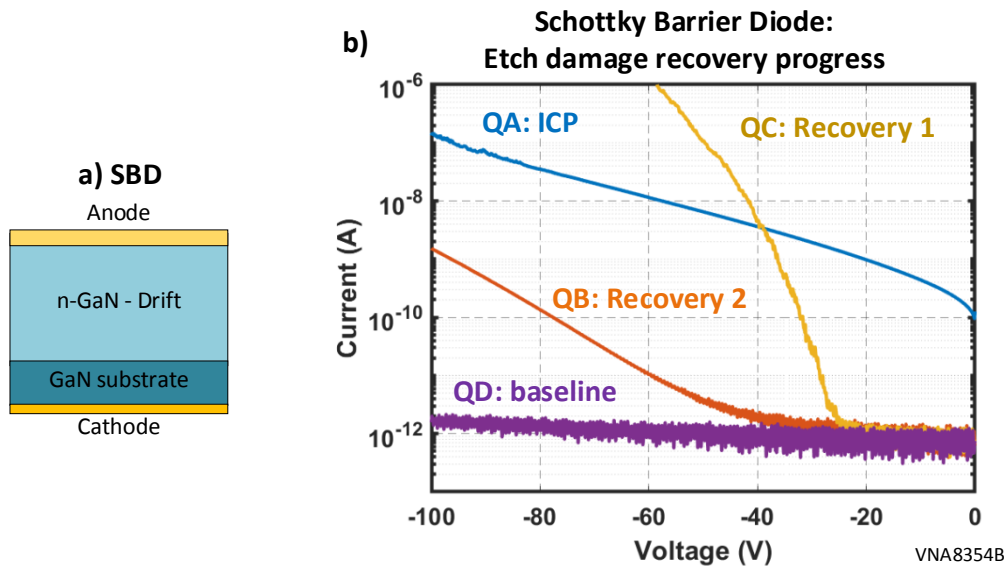 a) SBD
Anode
n-GaN - Drift
GaN substrate
Cathode
b)
Schottky Barrier Diode:
Etch damage recovery progress
QA: ICP
QC: Recovery 1
QB: Recovery 2
QD: baseline
Current (A)
10-6
10-8
10-10
10-12
-100
-80
-60
-40
-20
0
Voltage (V)
VNA8354B